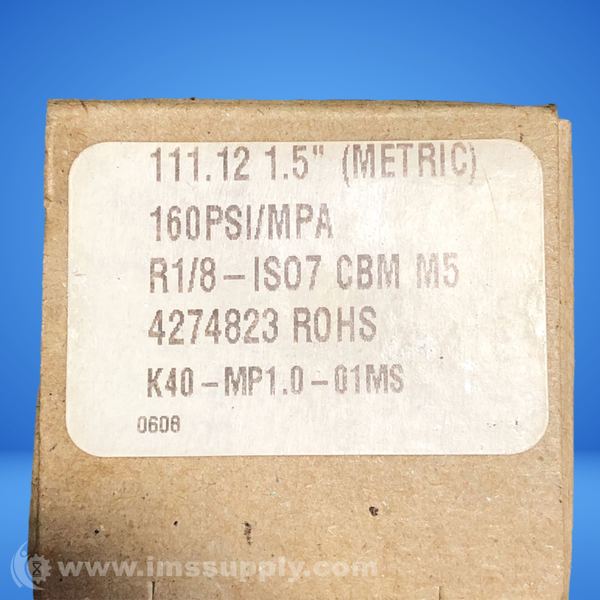 111.12 1.5" (METRIC)
160PSI/MPA
R1/8-ISO7 CBM M5
4274823 ROHS
K40-MP1.0-01MS
0608
www.imssupply.com